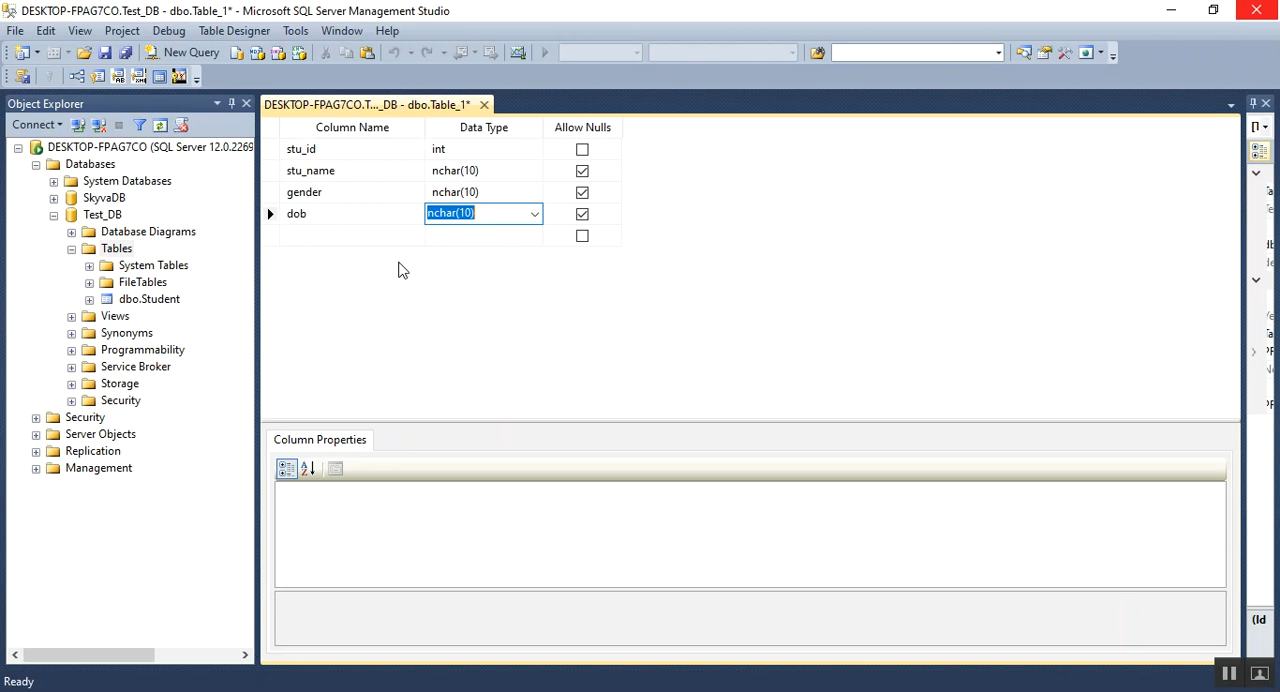 DESKTOP-FPAG7CO.Test_DB - dbo.Table_1* - Microsoft SQL Server Management Studio
File Edit View Project Debug Table Designer Tools Window Help
New Query
Object Explorer
DESKTOP-FPAG7CO.T..._DB - dbo.Table_1*
Connect
Column Name Data Type Allow Nulls
DESKTOP-FPAG7CO (SQL Server 12.0.2269
stu_id int
Databases
stu_name nchar(10)
System Databases
gender nchar(10)
SkyvaDB
dob nchar(10)
Test_DB
Database Diagrams
Tables
System Tables
FileTables
dbo.Student
Views
Synonyms
Programmability
Service Broker
Storage
Security
Security
Server Objects
Replication
Management
Column Properties
(Id
Ready